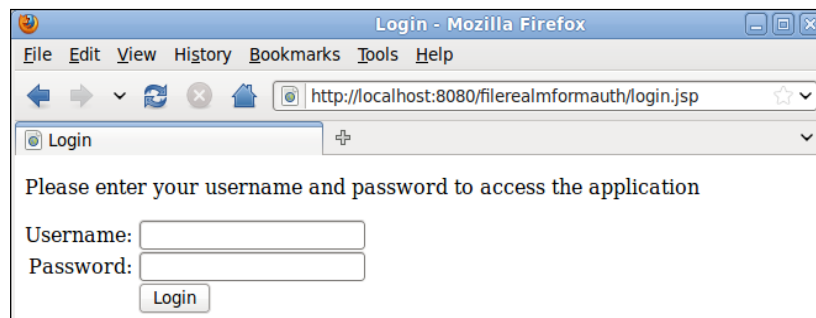 Login - Mozilla Firefox
File Edit View History Bookmarks Tools Help
http://localhost:8080/filerealmformauth/login.jsp
Login
Please enter your username and password to access the application
Username:
Password:
Login